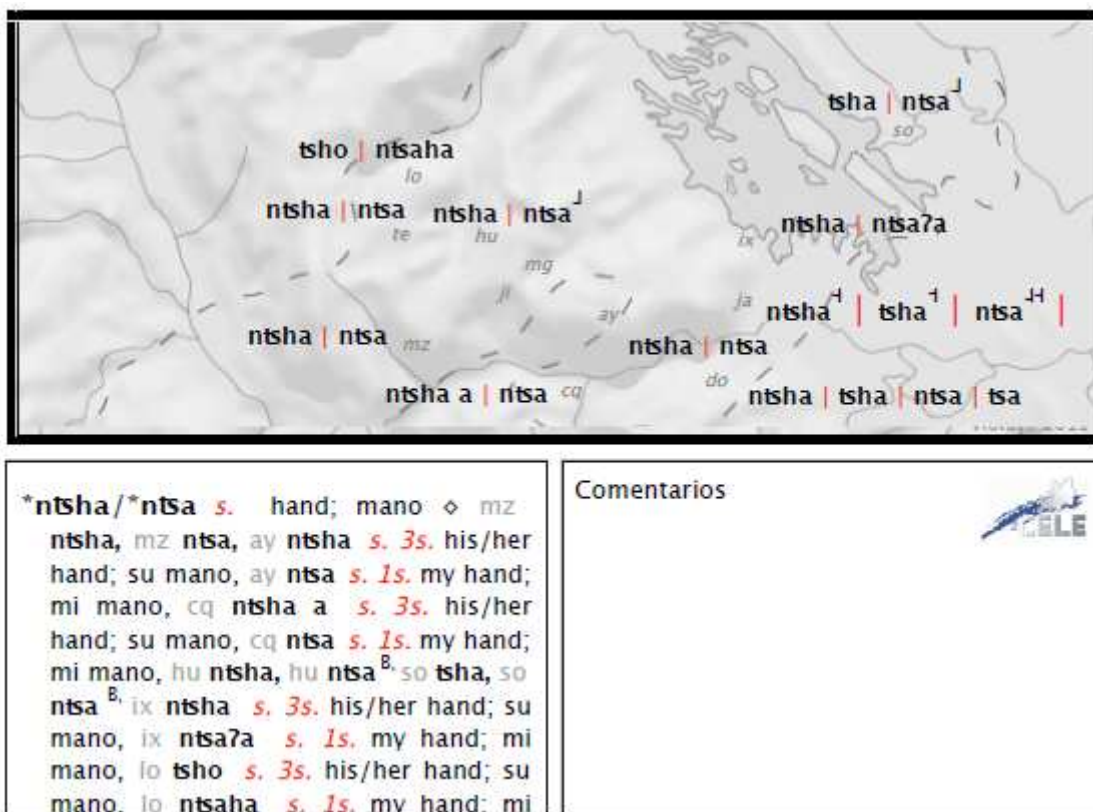 tsha | ntsa˩
so
tsho | ntsaha
lo
ntsha | ntsa
te
ntsha | ntsa˩
hu
ntsha | ntsaʔa
ix
mg
ji
ay
ja
ntsha˧ | tsha˧ | ntsa˩˧ |
ntsha | ntsa
mz
ntsha | ntsa
do
ntsha a | ntsa
cq
ntsha | tsha | ntsa | tsa
*ntsha/*ntsa s. hand; mano ⋄ mz
ntsha, mz ntsa, ay ntsha s. 3s. his/her
hand; su mano, ay ntsa s. 1s. my hand;
mi mano, cq ntsha a s. 3s. his/her
hand; su mano, cq ntsa s. 1s. my hand;
mi mano, hu ntsha, hu ntsa B, so tsha, so
ntsa B, ix ntsha s. 3s. his/her hand; su
mano, ix ntsaʔa s. 1s. my hand; mi
mano, lo tsho s. 3s. his/her hand; su
mano, lo ntsaha s. 1s. my hand; mi
Comentarios
CELE